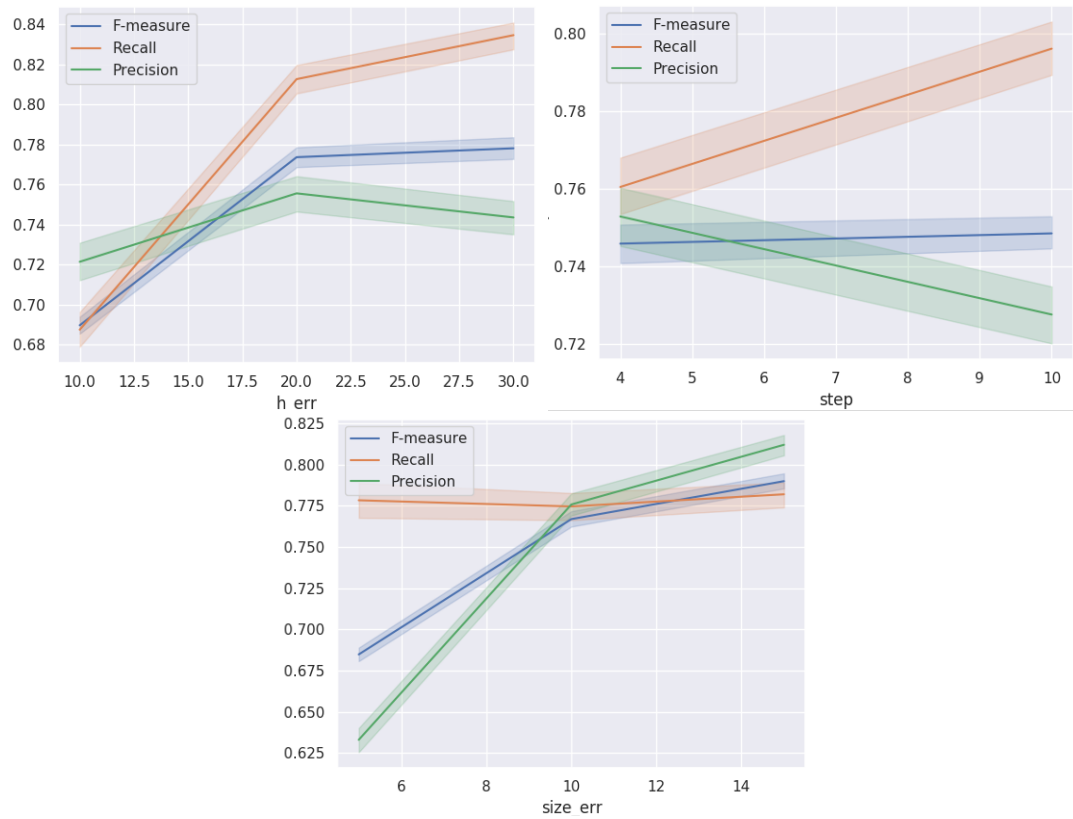 F-measure
Recall
Precision
0.84
0.82
0.80
0.78
0.76
0.74
0.72
0.70
0.68
10.0 12.5 15.0 17.5 20.0 22.5 25.0 27.5 30.0
h_err
F-measure
Recall
Precision
0.80
0.78
0.76
0.74
0.72
4 5 6 7 8 9 10
step
F-measure
Recall
Precision
0.825
0.800
0.775
0.750
0.725
0.700
0.675
0.650
0.625
6 8 10 12 14
size_err